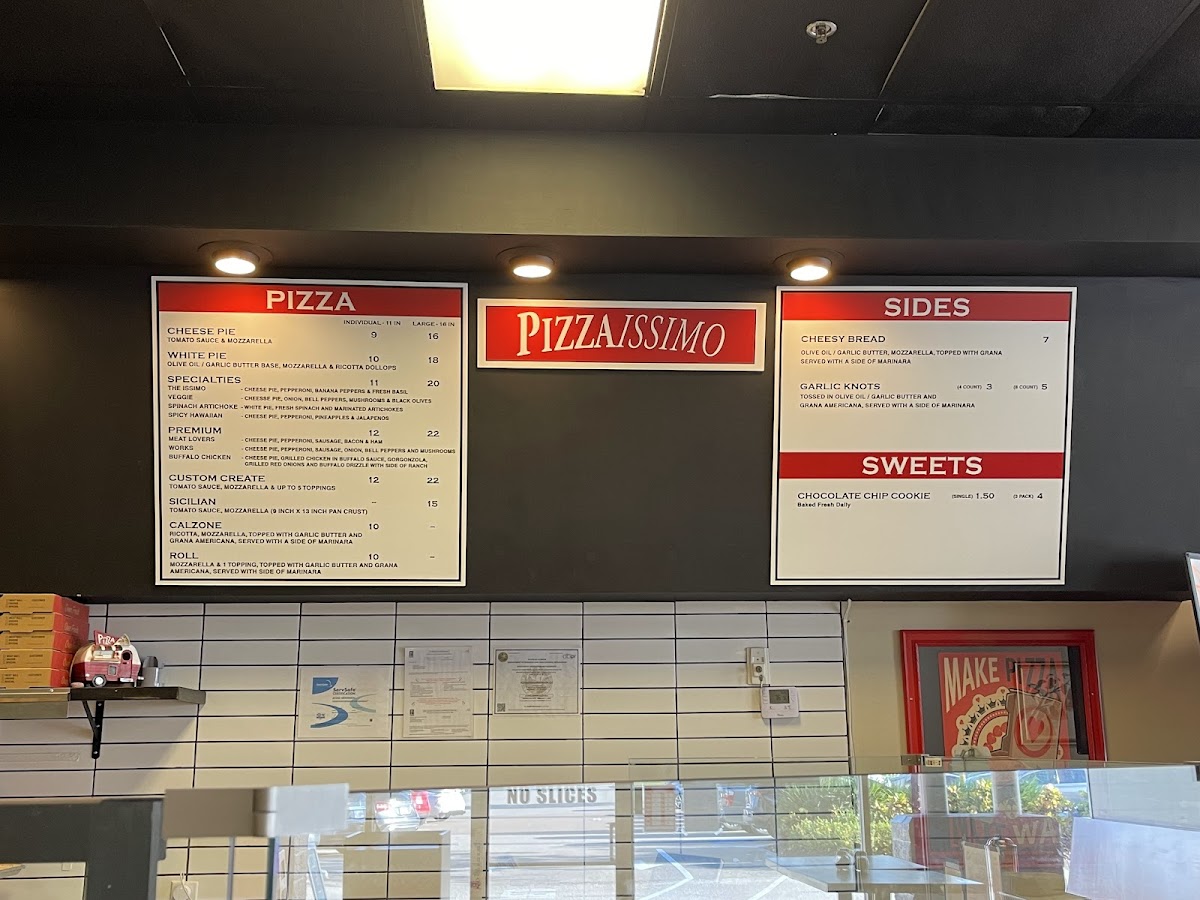 PIZZA
INDIVIDUAL - 11 IN LARGE - 16 IN
CHEESE PIE 9 16
TOMATO SAUCE & MOZZARELLA
WHITE PIE 10 18
OLIVE OIL / GARLIC BUTTER BASE, MOZZARELLA & RICOTTA DOLLOPS
SPECIALTIES 11 20
THE ISSIMO - CHEESE PIE, PEPPERONI, BANANA PEPPERS & FRESH BASIL
VEGGIE - CHEESSE PIE, ONION, BELL PEPPERS, MUSHROOMS & BLACK OLIVES
SPINACH ARTICHOKE - WHITE PIE, FRESH SPINACH AND MARINATED ARTICHOKES
SPICY HAWAIIAN - CHEESE PIE, PEPPERONI, PINEAPPLES & JALAPENOS
PREMIUM 12 22
MEAT LOVERS - CHEESE PIE, PEPPERONI, SAUSAGE, BACON & HAM
WORKS - CHEESE PIE, PEPPERONI, SAUSAGE, ONION, BELL PEPPERS AND MUSHROOMS
BUFFALO CHICKEN - CHEESE PIE, GRILLED CHICKEN IN BUFFALO SAUCE, GORGONZOLA,
GRILLED RED ONIONS AND BUFFALO DRIZZLE WITH SIDE OF RANCH
CUSTOM CREATE 12 22
TOMATO SAUCE, MOZZARELLA & UP TO 5 TOPPINGS
SICILIAN – 15
TOMATO SAUCE, MOZZARELLA (9 INCH X 13 INCH PAN CRUST)
CALZONE 10 –
RICOTTA, MOZZARELLA, TOPPED WITH GARLIC BUTTER AND
GRANA AMERICANA, SERVED WITH A SIDE OF MARINARA
ROLL 10 –
MOZZARELLA & 1 TOPPING, TOPPED WITH GARLIC BUTTER AND GRANA
AMERICANA, SERVED WITH SIDE OF MARINARA
PIZZAISSIMO
SIDES
CHEESY BREAD 7
OLIVE OIL / GARLIC BUTTER, MOZZARELLA, TOPPED WITH GRANA
SERVED WITH A SIDE OF MARINARA
GARLIC KNOTS (4 COUNT) 3 (8 COUNT) 5
TOSSED IN OLIVE OIL / GARLIC BUTTER AND
GRANA AMERICANA, SERVED WITH A SIDE OF MARINARA
SWEETS
CHOCOLATE CHIP COOKIE (SINGLE) 1.50 (3 PACK) 4
Baked Fresh Daily
PIZZA
ServSafe
MAKE PIZZA
WA
NO SLICES